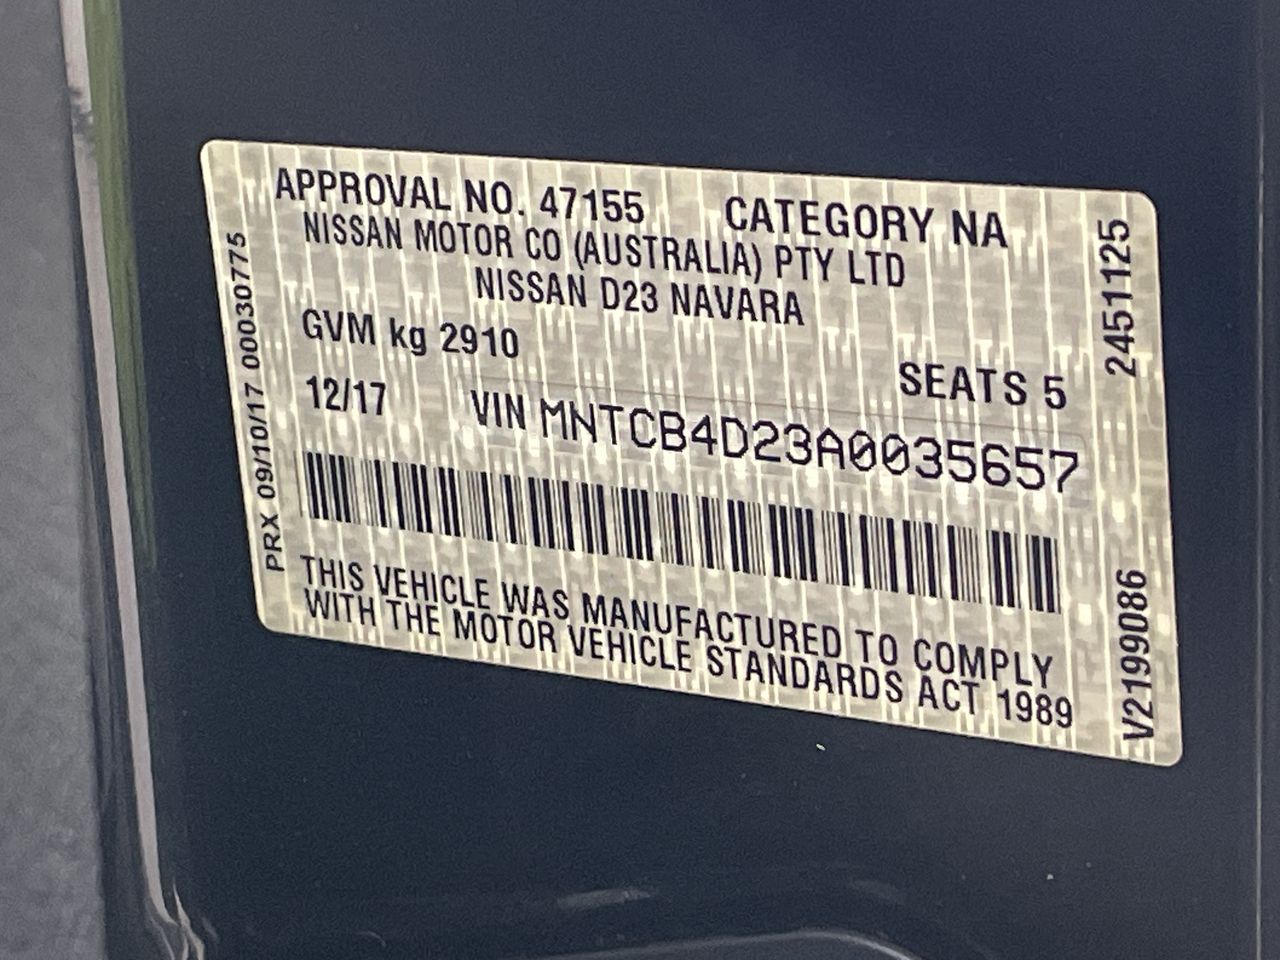 APPROVAL NO. 47155 CATEGORY NA
NISSAN MOTOR CO (AUSTRALIA) PTY LTD
NISSAN D23 NAVARA
GVM kg 2910
SEATS 5
12/17 VIN MNTCB4D23A0035657
THIS VEHICLE WAS MANUFACTURED TO COMPLY
WITH THE MOTOR VEHICLE STANDARDS ACT 1989
PRX 09/10/17 00030775
2451125
V2199086